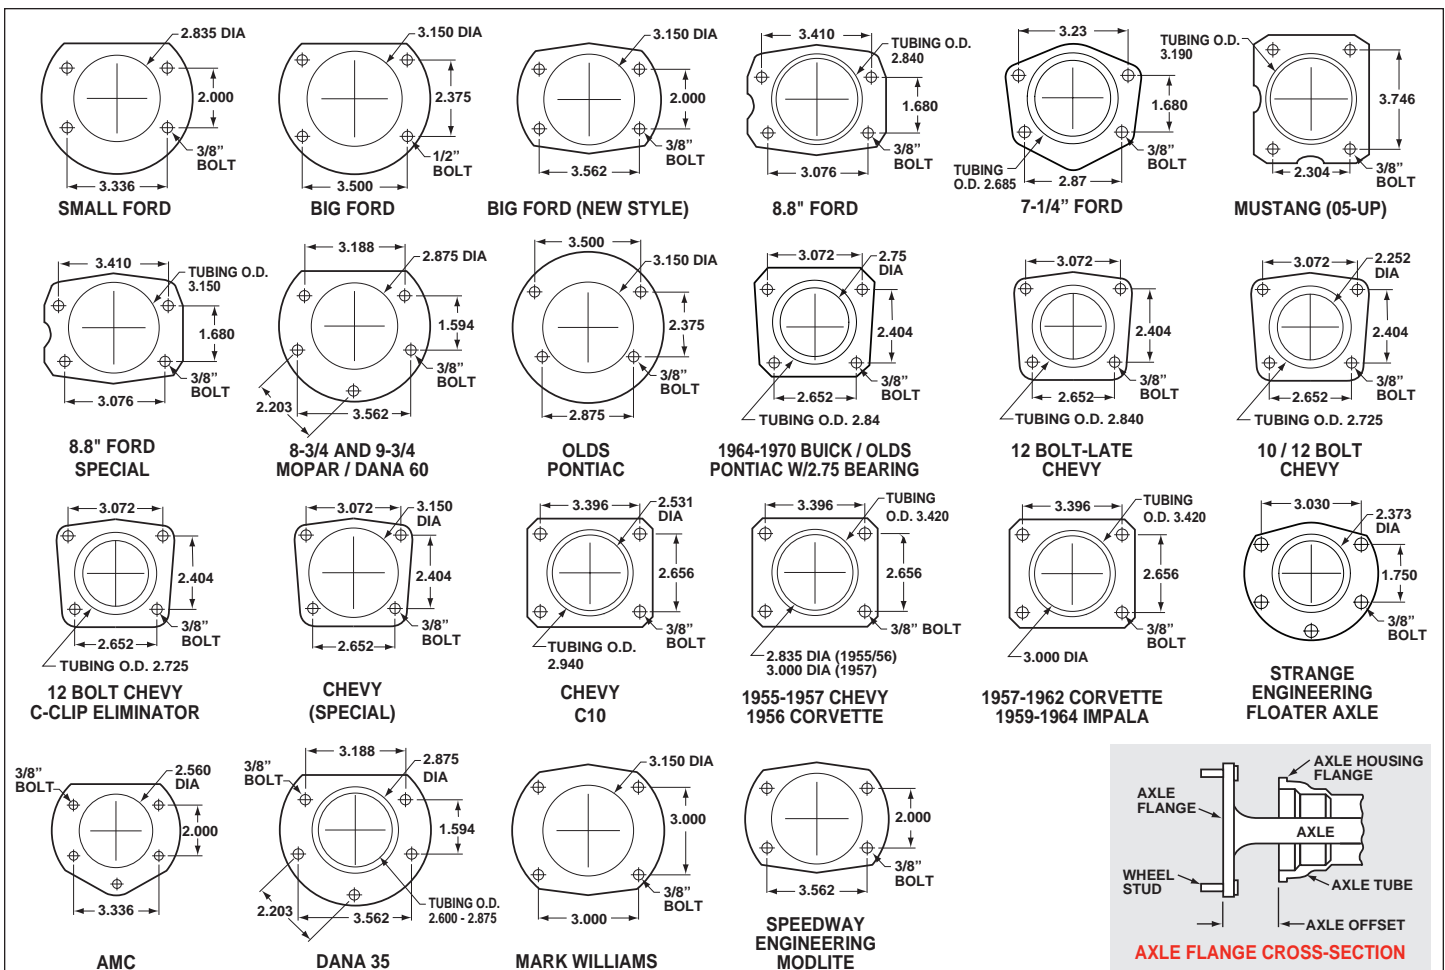 2.835 DIA
2.000
3/8”
BOLT
3.336
SMALL FORD
3.150 DIA
2.375
1/2”
BOLT
3.500
BIG FORD
3.150 DIA
2.000
3/8”
BOLT
3.562
BIG FORD (NEW STYLE)
3.410
TUBING O.D.
2.840
1.680
3/8”
BOLT
3.076
8.8" FORD
3.23
1.680
3/8”
BOLT
TUBING
O.D. 2.685
2.87
7-1/4” FORD
TUBING O.D.
3.190
3.746
3/8”
BOLT
2.304
MUSTANG (05-UP)
3.410
TUBING O.D.
3.150
1.680
3/8”
BOLT
3.076
8.8" FORD
SPECIAL
3.188
2.875 DIA
1.594
3/8”
BOLT
2.203
3.562
8-3/4 AND 9-3/4
MOPAR / DANA 60
3.500
3.150 DIA
2.375
3/8”
BOLT
2.875
OLDS
PONTIAC
3.072
2.75
DIA
2.404
3/8”
BOLT
2.652
TUBING O.D. 2.84
1964-1970 BUICK / OLDS
PONTIAC W/2.75 BEARING
3.072
2.404
3/8”
BOLT
2.652
TUBING O.D. 2.840
12 BOLT-LATE
CHEVY
3.072
2.252
DIA
2.404
3/8”
BOLT
2.652
TUBING O.D. 2.725
10 / 12 BOLT
CHEVY
3.072
2.404
3/8”
BOLT
2.652
TUBING O.D. 2.725
12 BOLT CHEVY
C-CLIP ELIMINATOR
3.072
3.150
DIA
2.404
3/8”
BOLT
2.652
CHEVY
(SPECIAL)
3.396
2.531
DIA
2.656
3/8”
BOLT
TUBING O.D.
2.940
CHEVY
C10
3.396
TUBING
O.D. 3.420
2.656
3/8” BOLT
2.835 DIA (1955/56)
3.000 DIA (1957)
1955-1957 CHEVY
1956 CORVETTE
3.396
TUBING
O.D. 3.420
2.656
3/8”
BOLT
3.000 DIA
1957-1962 CORVETTE
1959-1964 IMPALA
3.030
2.373
DIA
1.750
3/8”
BOLT
STRANGE
ENGINEERING
FLOATER AXLE
3/8”
BOLT
2.560
DIA
2.000
3.336
AMC
3/8”
BOLT
3.188
2.875
DIA
1.594
2.203
3.562
TUBING O.D.
2.600 - 2.875
DANA 35
3.150 DIA
3.000
3/8”
BOLT
3.000
MARK WILLIAMS
2.000
3/8”
BOLT
3.562
SPEEDWAY
ENGINEERING
MODLITE
AXLE HOUSING
FLANGE
AXLE
FLANGE
AXLE
WHEEL
STUD
AXLE TUBE
AXLE OFFSET
AXLE FLANGE CROSS-SECTION